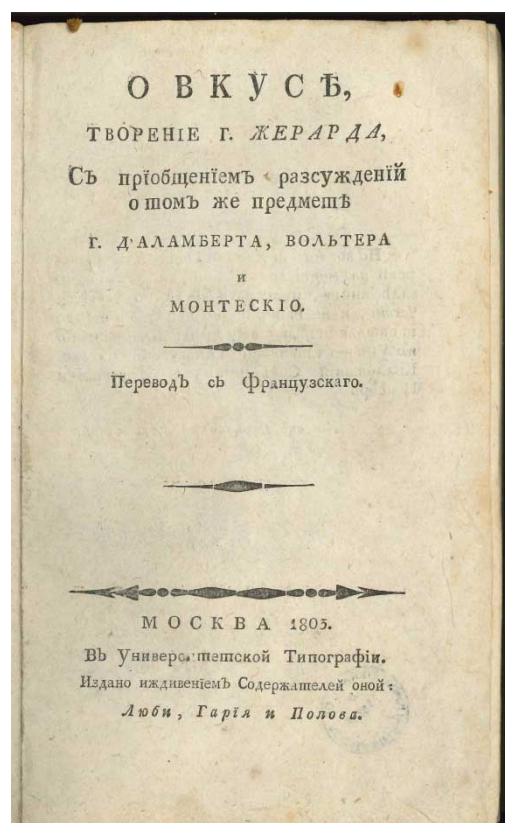 О ВКУСѢ,
ТВОРЕНІЕ Г. ЖЕРАРДА,
Съ пріобщеніемъ разсужденій
о томъ же предметѣ
Г. Д'АЛАМБЕРТА, ВОЛЬТЕРА
И
МОНТЕСКІО.
Переводъ съ Французскаго.
МОСКВА 1803.
Въ Университетской Типографіи.
Издано иждивеніемъ Содержателей оной:
Люби, Гарія и Попова.